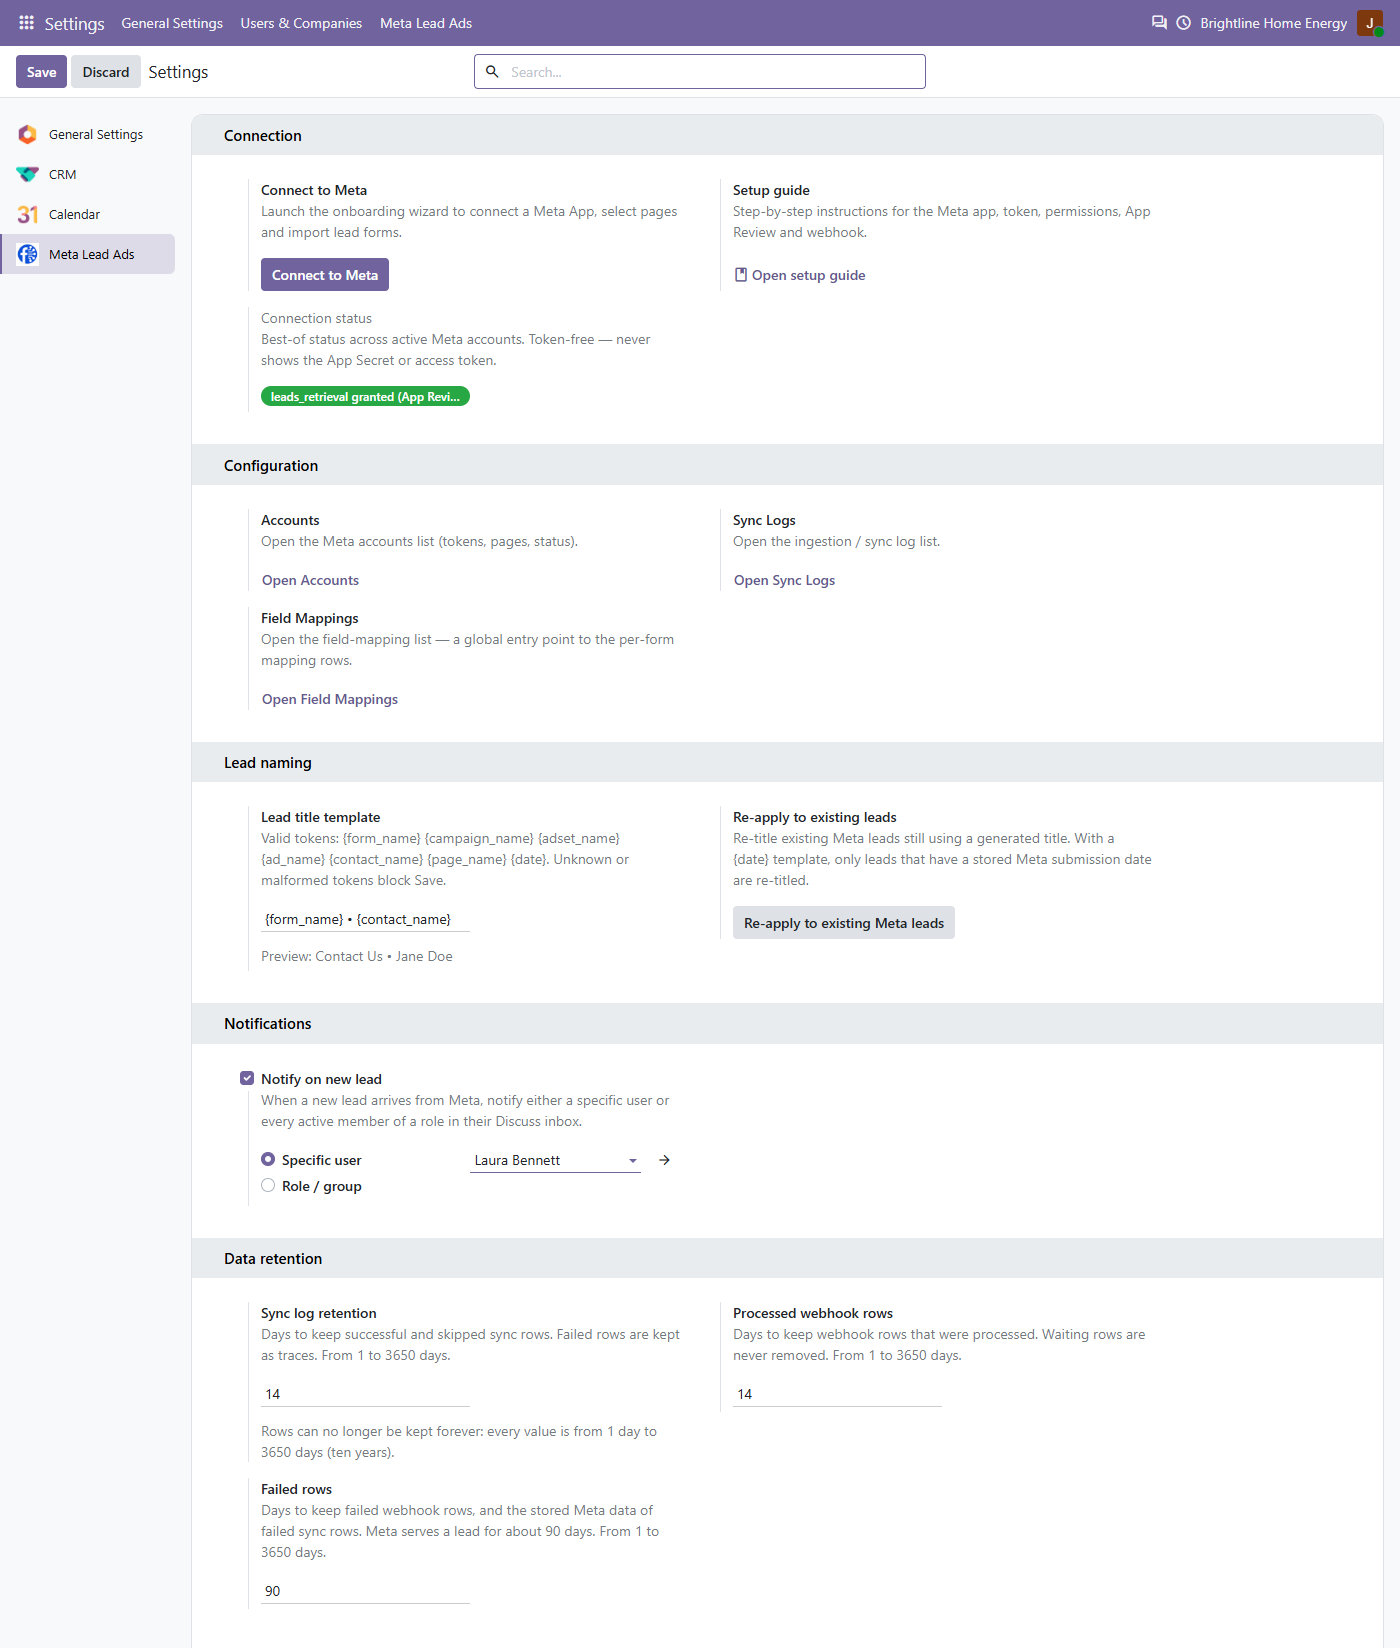 Settings General Settings Users & Companies Meta Lead Ads Brightline Home Energy J
Save Discard Settings Search...
General Settings
CRM
31 Calendar
Meta Lead Ads
Connection
Connect to Meta
Launch the onboarding wizard to connect a Meta App, select pages
and import lead forms.
Connect to Meta
Setup guide
Step-by-step instructions for the Meta app, token, permissions, App
Review and webhook.
Open setup guide
Connection status
Best-of status across active Meta accounts. Token-free — never
shows the App Secret or access token.
leads_retrieval granted (App Revi...
Configuration
Accounts
Open the Meta accounts list (tokens, pages, status).
Open Accounts
Sync Logs
Open the ingestion / sync log list.
Open Sync Logs
Field Mappings
Open the field-mapping list — a global entry point to the per-form
mapping rows.
Open Field Mappings
Lead naming
Lead title template
Valid tokens: {form_name} {campaign_name} {adset_name}
{ad_name} {contact_name} {page_name} {date}. Unknown or
malformed tokens block Save.
{form_name} • {contact_name}
Preview: Contact Us • Jane Doe
Re-apply to existing leads
Re-title existing Meta leads still using a generated title. With a
{date} template, only leads that have a stored Meta submission date
are re-titled.
Re-apply to existing Meta leads
Notifications
Notify on new lead
When a new lead arrives from Meta, notify either a specific user or
every active member of a role in their Discuss inbox.
Specific user Laura Bennett
Role / group
Data retention
Sync log retention
Days to keep successful and skipped sync rows. Failed rows are kept
as traces. From 1 to 3650 days.
14
Rows can no longer be kept forever: every value is from 1 day to
3650 days (ten years).
Processed webhook rows
Days to keep webhook rows that were processed. Waiting rows are
never removed. From 1 to 3650 days.
14
Failed rows
Days to keep failed webhook rows, and the stored Meta data of
failed sync rows. Meta serves a lead for about 90 days. From 1 to
3650 days.
90